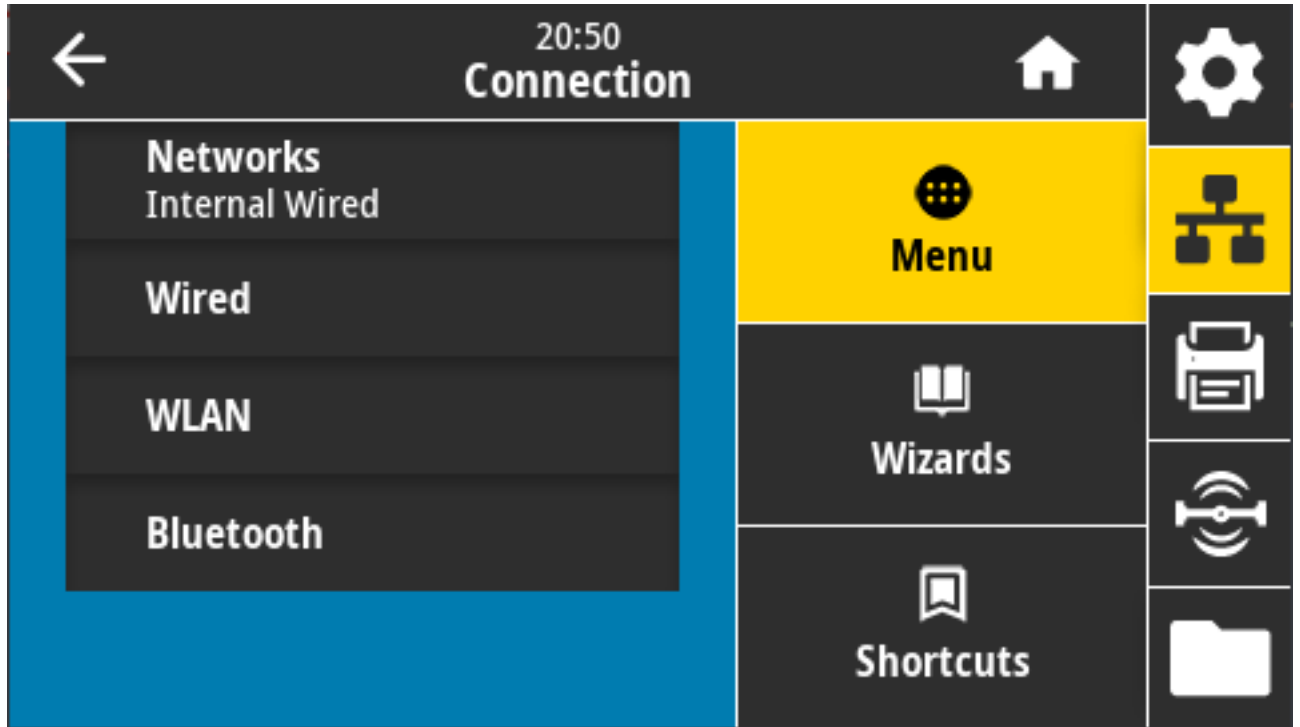 20:50
Connection
Networks
Internal Wired
Wired
WLAN
Bluetooth
Menu
Wizards
Shortcuts